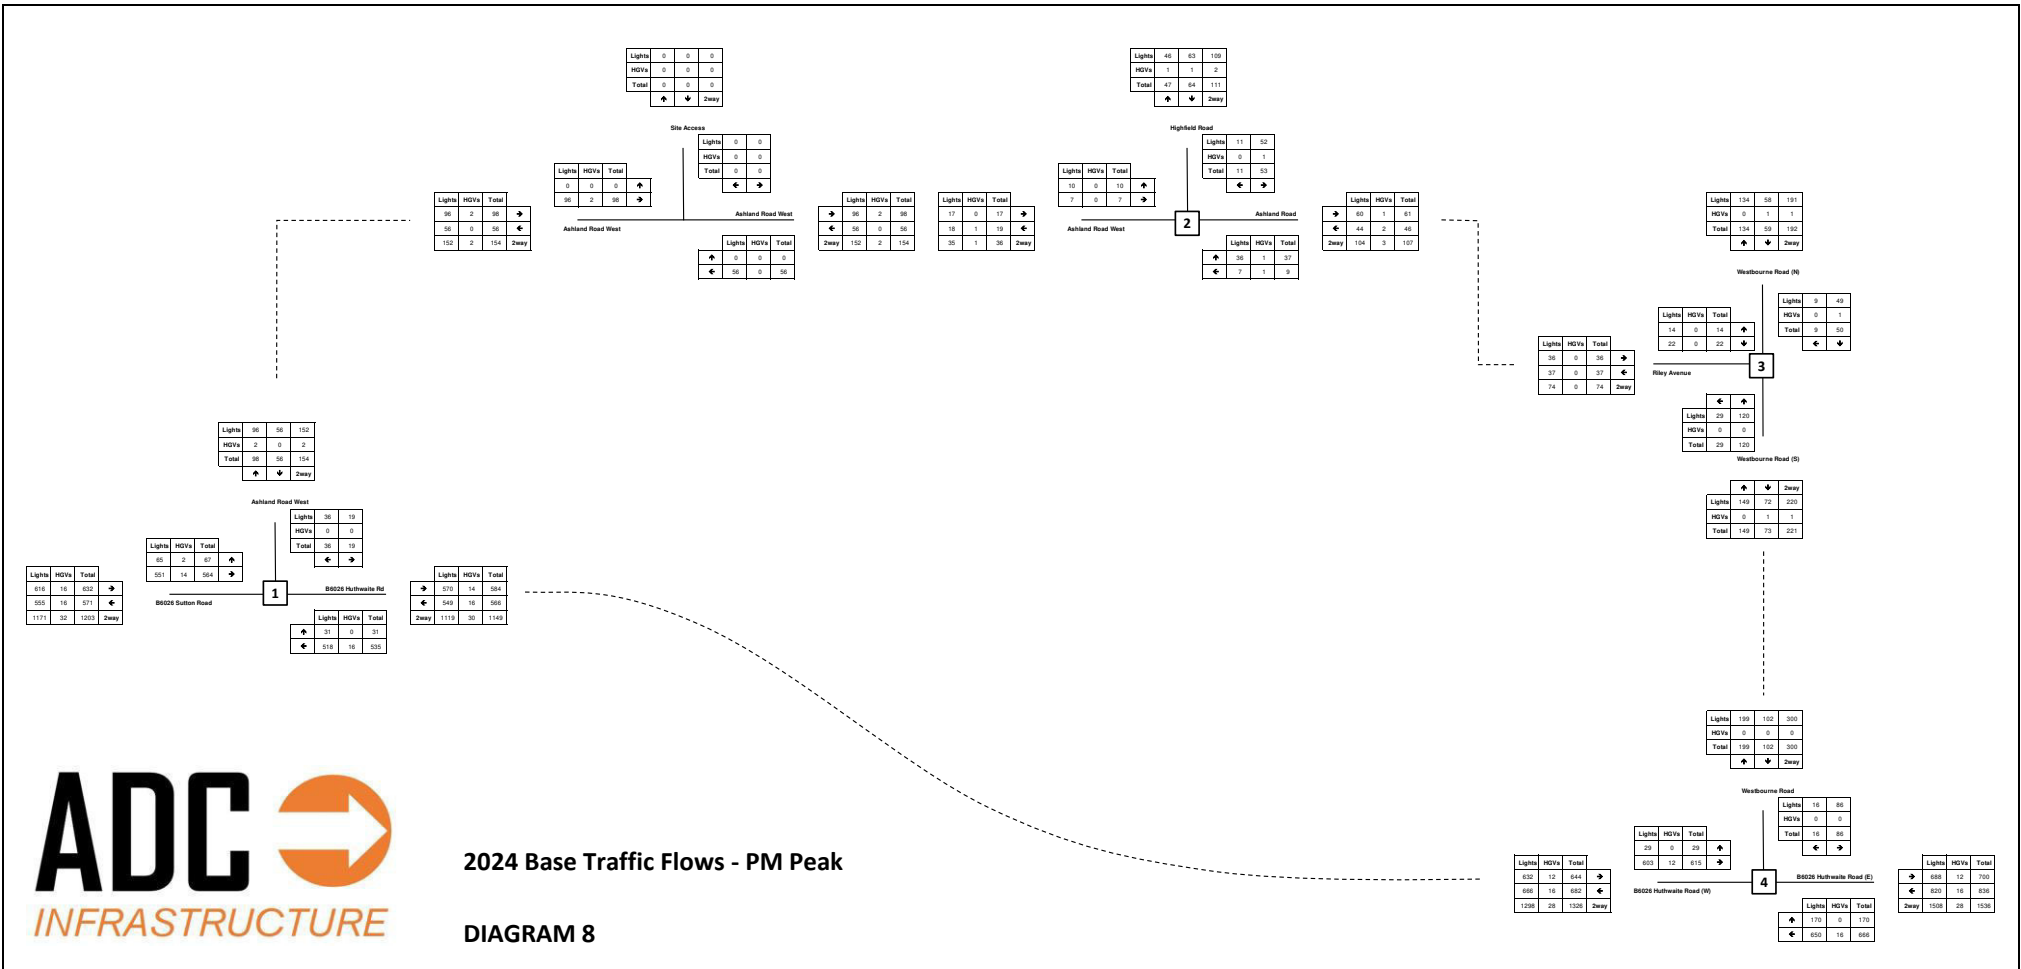 Lights 0 0 0
HGVs 0 0 0
Total 0 0 0
↑ ↓ 2way
Site Access
Lights 0 0
HGVs 0 0
Total 0 0
← →
Lights HGVs Total
0 0 0 ↑
96 2 98 →
Lights HGVs Total
96 2 98 →
56 0 56 ←
152 2 154 2way
Ashland Road West
Ashland Road West
Lights HGVs Total
↑ 0 0 0
← 56 0 56
Lights HGVs Total
→ 96 2 98
← 56 0 56
2way 152 2 154
Lights 46 63 109
HGVs 1 1 2
Total 47 64 111
↑ ↓ 2way
Highfield Road
Lights 11 52
HGVs 0 1
Total 11 53
← →
Lights HGVs Total
10 0 10 ↑
7 0 7 →
Lights HGVs Total
17 0 17 →
18 1 19 ←
35 1 36 2way
Ashland Road
2
Ashland Road West
Lights HGVs Total
↑ 36 1 37
← 7 1 9
Lights HGVs Total
→ 60 1 61
← 44 2 46
2way 104 3 107
Lights 134 58 191
HGVs 0 1 1
Total 134 59 192
↑ ↓ 2way
Westbourne Road (N)
Lights 9 49
HGVs 0 1
Total 9 50
← ↓
Lights HGVs Total
14 0 14 ↑
22 0 22 ↓
Lights HGVs Total
36 0 36 →
37 0 37 ←
74 0 74 2way
3
Riley Avenue
← ↑
Lights 29 120
HGVs 0 0
Total 29 120
Westbourne Road (S)
↑ ↓ 2way
Lights 149 72 220
HGVs 0 1 1
Total 149 73 221
Lights 96 56 152
HGVs 2 0 2
Total 98 56 154
↑ ↓ 2way
Ashland Road West
Lights 36 19
HGVs 0 0
Total 36 19
← →
Lights HGVs Total
65 2 67 ↑
551 14 564 →
Lights HGVs Total
616 16 632 →
555 16 571 ←
1171 32 1203 2way
B6026 Huthwaite Rd
1
B6026 Sutton Road
Lights HGVs Total
↑ 31 0 31
← 518 16 535
Lights HGVs Total
→ 570 14 584
← 549 16 566
2way 1119 30 1149
Lights 199 102 300
HGVs 0 0 0
Total 199 102 300
↑ ↓ 2way
Westbourne Road
Lights 16 86
HGVs 0 0
Total 16 86
← →
Lights HGVs Total
29 0 29 ↑
603 12 615 →
Lights HGVs Total
632 12 644 →
666 16 682 ←
1298 28 1326 2way
B6026 Huthwaite Road (E)
4
B6026 Huthwaite Road (W)
Lights HGVs Total
↑ 170 0 170
← 650 16 666
Lights HGVs Total
→ 688 12 700
← 820 16 836
2way 1508 28 1536
ADC
INFRASTRUCTURE
2024 Base Traffic Flows - PM Peak
DIAGRAM 8